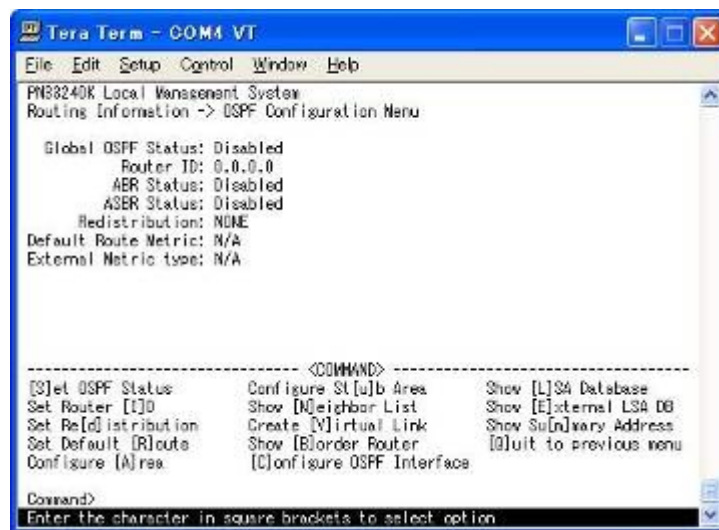 Tera Term - COM4 VT
File Edit Setup Control Window Help
PN33240K Local Management System
Routing Information -> OSPF Configuration Menu
Global OSPF Status: Disabled
Router ID: 0.0.0.0
ABR Status: Disabled
ASBR Status: Disabled
Redistribution: NONE
Default Route Metric: N/A
External Metric type: N/A
------------------------------- <COMMAND> ----------------------------------
[S]et OSPF Status Configure St[u]b Area Show [L]SA Database
Set Router [I]D Show [N]eighbor List Show [E]xternal LSA DB
Set Re[d]istribution Create [V]irtual Link Show Su[m]mary Address
Set Default [R]oute Show [B]order Router [Q]uit to previous menu
Configure [A]rea [C]onfigure OSPF Interface
Command>
Enter the character in square brackets to select option